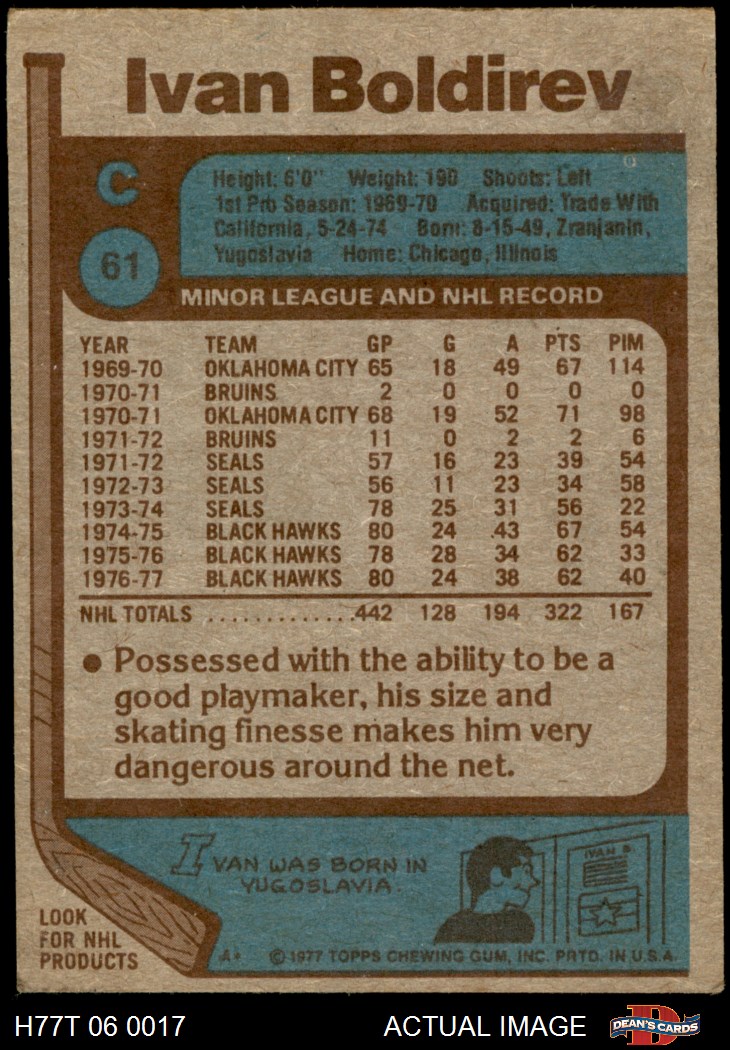 Ivan Boldirev
C
61
Height: 6'0" Weight: 190 Shoots: Left
1st Pro Season: 1969-70 Acquired: Trade With
California, 5-24-74 Born: 8-15-49, Zranjanin,
Yugoslavia Home: Chicago, Illinois
MINOR LEAGUE AND NHL RECORD
YEAR TEAM GP G A PTS PIM
1969-70 OKLAHOMA CITY 65 18 49 67 114
1970-71 BRUINS 2 0 0 0 0
1970-71 OKLAHOMA CITY 68 19 52 71 98
1971-72 BRUINS 11 0 2 2 6
1971-72 SEALS 57 16 23 39 54
1972-73 SEALS 56 11 23 34 58
1973-74 SEALS 78 25 31 56 22
1974-75 BLACK HAWKS 80 24 .43 67 54
1975-76 BLACK HAWKS 78 28 34 62 33
1976-77 BLACK HAWKS 80 24 38 62 40
NHL TOTALS .............442 128 194 322 167
● Possessed with the ability to be a
good playmaker, his size and
skating finesse makes him very
dangerous around the net.
IVAN WAS BORN IN
YUGOSLAVIA.
IVAN B
LOOK
FOR NHL
PRODUCTS
A* © 1977 TOPPS CHEWING GUM, INC. PRTD. IN U.S.A.
H77T 06 0017 ACTUAL IMAGE DEAN'S CARDS